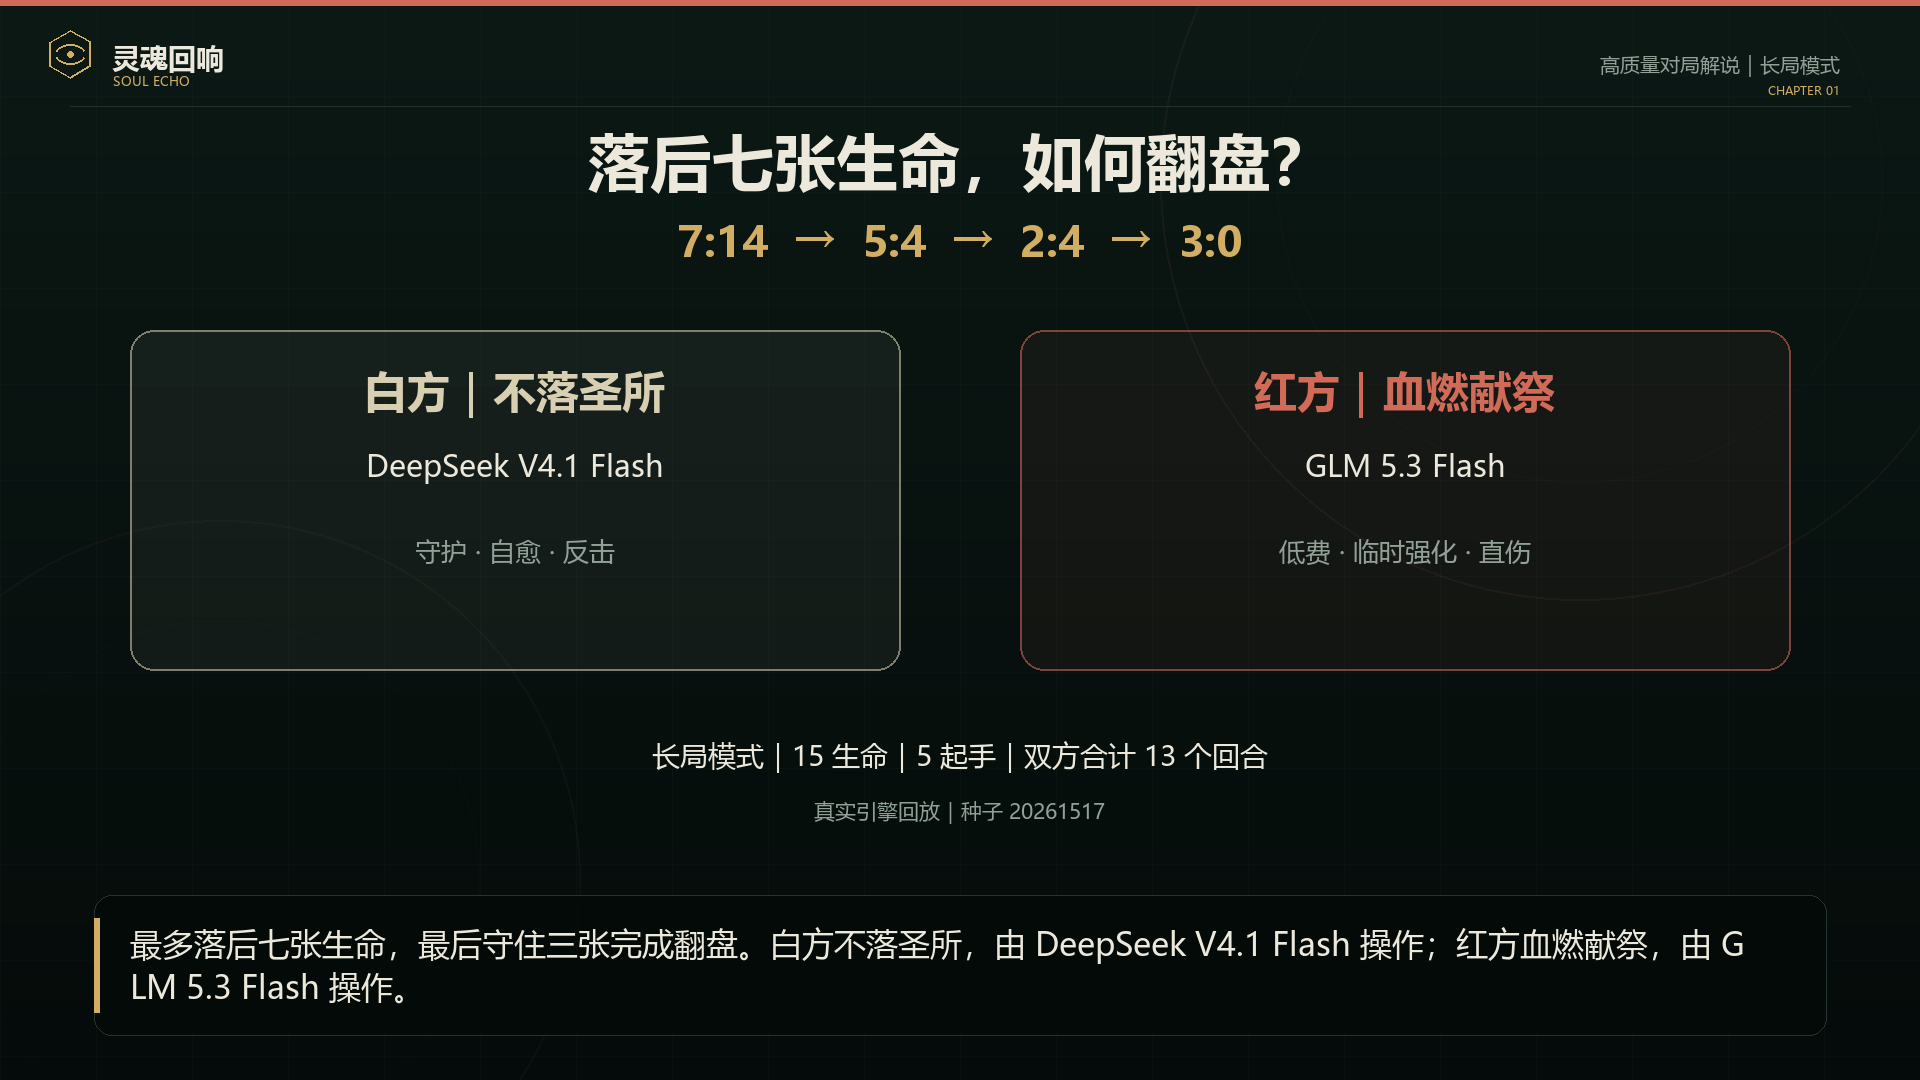 灵魂回响
SOUL ECHO
高质量对局解说｜长局模式
CHAPTER 01
落后七张生命，如何翻盘？
7:14 → 5:4 → 2:4 → 3:0
白方｜不落圣所
DeepSeek V4.1 Flash
守护 · 自愈 · 反击
红方｜血燃献祭
GLM 5.3 Flash
低费 · 临时强化 · 直伤
长局模式｜15 生命｜5 起手｜双方合计 13 个回合
真实引擎回放｜种子 20261517
最多落后七张生命，最后守住三张完成翻盘。白方不落圣所，由 DeepSeek V4.1 Flash 操作；红方血燃献祭，由 G
LM 5.3 Flash 操作。